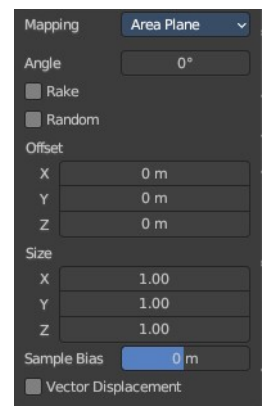 Mapping Area Plane
Angle 0°
Rake
Random
Offset
X 0 m
Y 0 m
Z 0 m
Size
X 1.00
Y 1.00
Z 1.00
Sample Bias 0 m
Vector Displacement